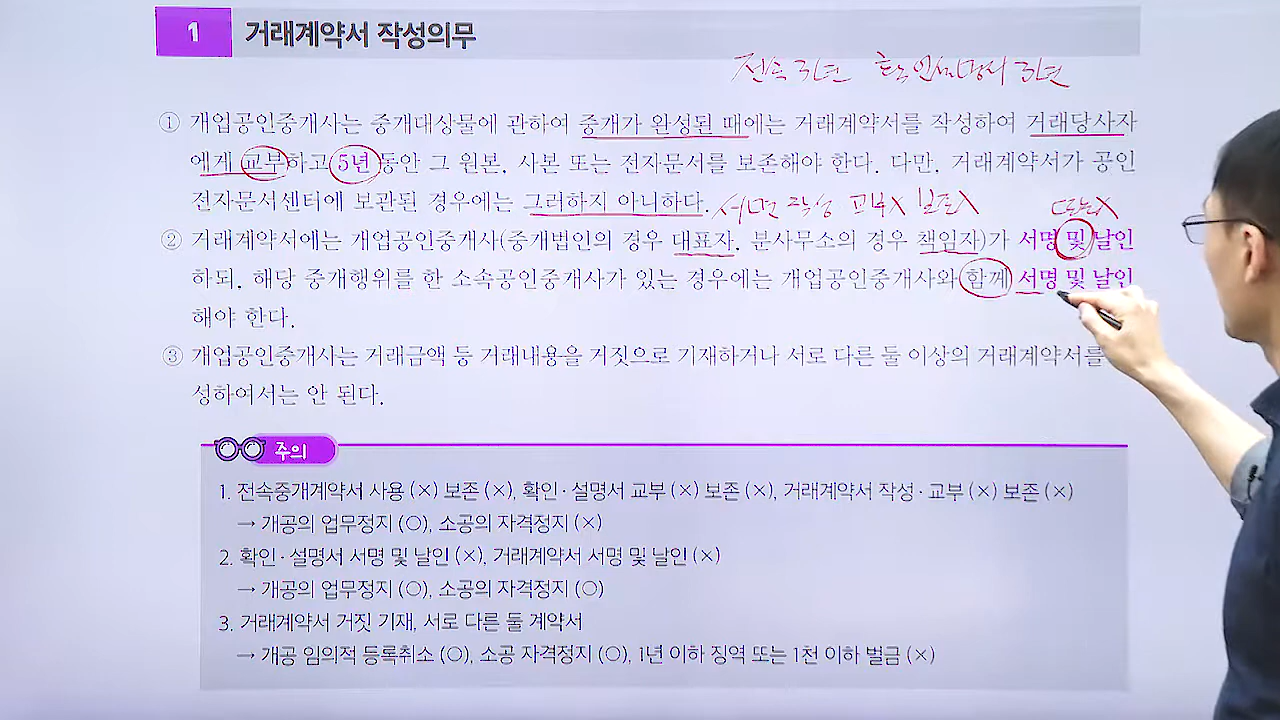 1 거래계약서 작성의무
전속 3년 확인설명서 3년
① 개업공인중개사는 중개대상물에 관하여 중개가 완성된 때에는 거래계약서를 작성하여 거래당사자
에게 교부하고 5년 동안 그 원본, 사본 또는 전자문서를 보존해야 한다. 다만, 거래계약서가 공인
전자문서센터에 보관된 경우에는 그러하지 아니하다. 서면 작성 교부X 보존X
또는X
② 거래계약서에는 개업공인중개사(중개법인의 경우 대표자, 분사무소의 경우 책임자)가 서명 및 날인
하되, 해당 중개행위를 한 소속공인중개사가 있는 경우에는 개업공인중개사와 함께 서명 및 날인
해야 한다.
③ 개업공인중개사는 거래금액 등 거래내용을 거짓으로 기재하거나 서로 다른 둘 이상의 거래계약서를
성하여서는 안 된다.
주의
1. 전속중개계약서 사용 (×) 보존 (×), 확인·설명서 교부 (×) 보존 (×), 거래계약서 작성·교부 (×) 보존 (×)
→ 개공의 업무정지 (○), 소공의 자격정지 (×)
2. 확인·설명서 서명 및 날인 (×), 거래계약서 서명 및 날인 (×)
→ 개공의 업무정지 (○), 소공의 자격정지 (○)
3. 거래계약서 거짓 기재, 서로 다른 둘 계약서
→ 개공 임의적 등록취소 (○), 소공 자격정지 (○), 1년 이하 징역 또는 1천 이하 벌금 (×)